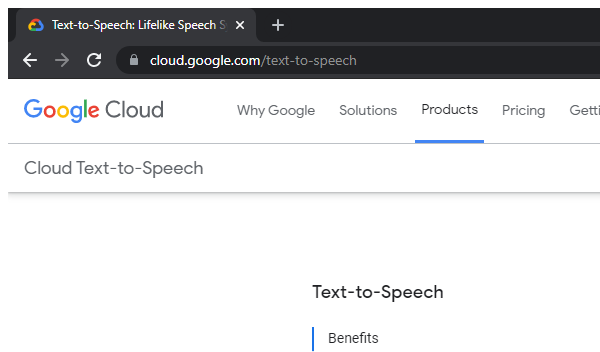 Text-to-Speech: Lifelike Speech S
cloud.google.com/text-to-speech
Google Cloud Why Google Solutions Products Pricing Getti
Cloud Text-to-Speech
Text-to-Speech
Benefits